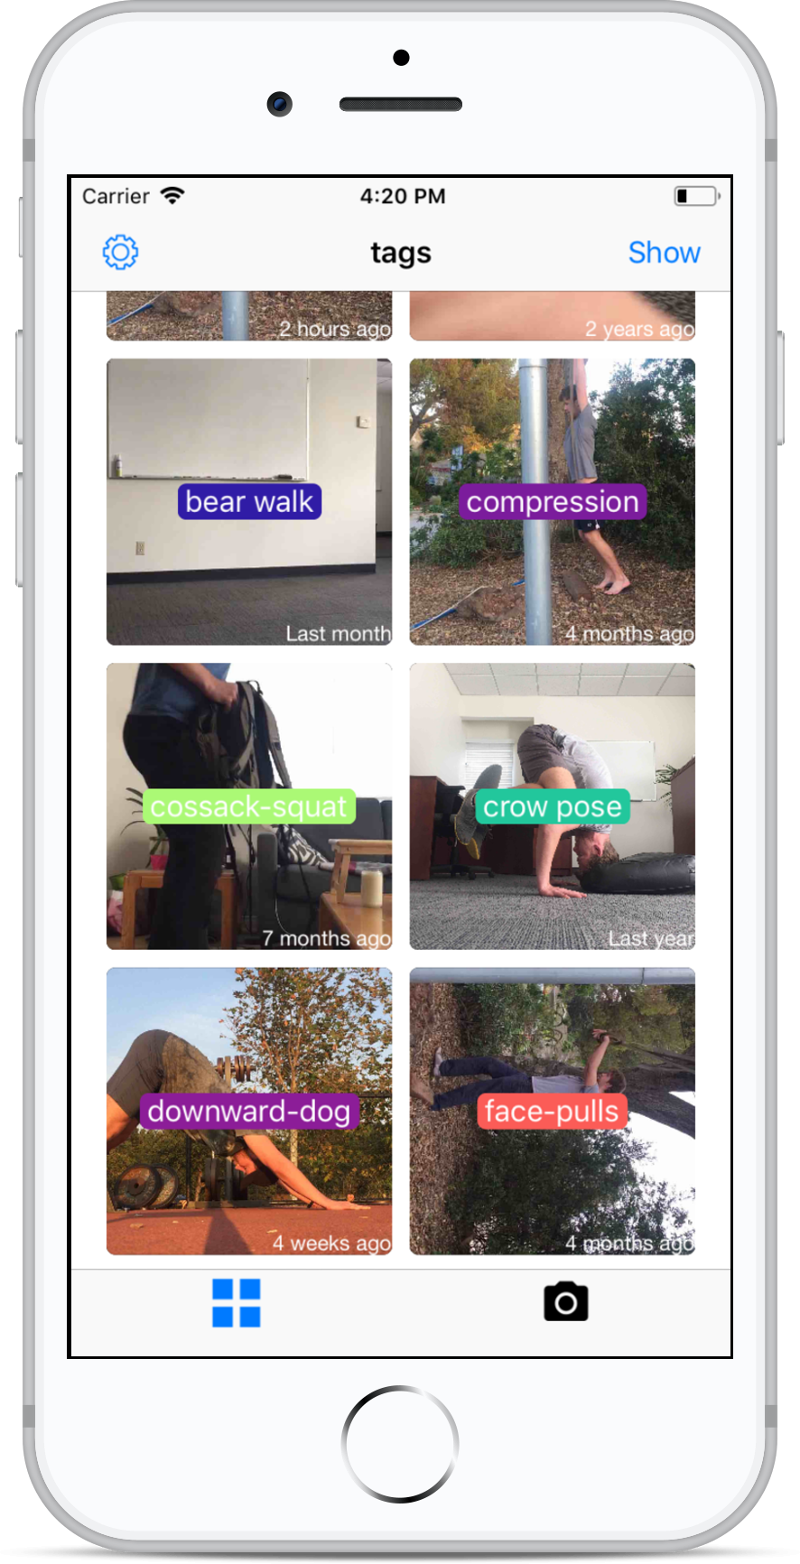 Carrier 4:20 PM
tags Show
2 hours ago 2 years ago
bear walk compression
Last month 4 months ago
cossack-squat crow pose
7 months ago Last year
downward-dog face-pulls
4 weeks ago 4 months ago